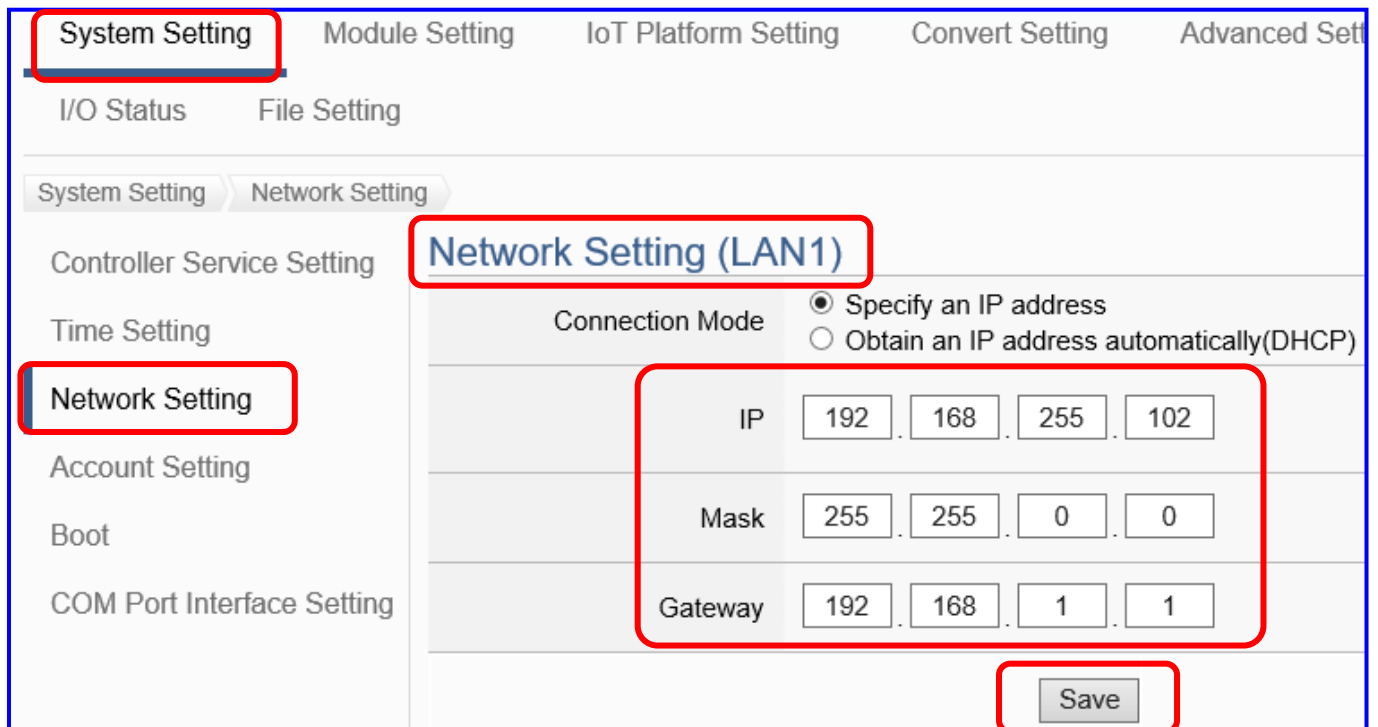 System Setting Module Setting IoT Platform Setting Convert Setting Advanced Sett
I/O Status File Setting
System Setting Network Setting
Controller Service Setting
Time Setting
Network Setting
Account Setting
Boot
COM Port Interface Setting
Network Setting (LAN1)
Connection Mode Specify an IP address
Obtain an IP address automatically(DHCP)
IP 192 . 168 . 255 . 102
Mask 255 . 255 . 0 . 0
Gateway 192 . 168 . 1 . 1
Save